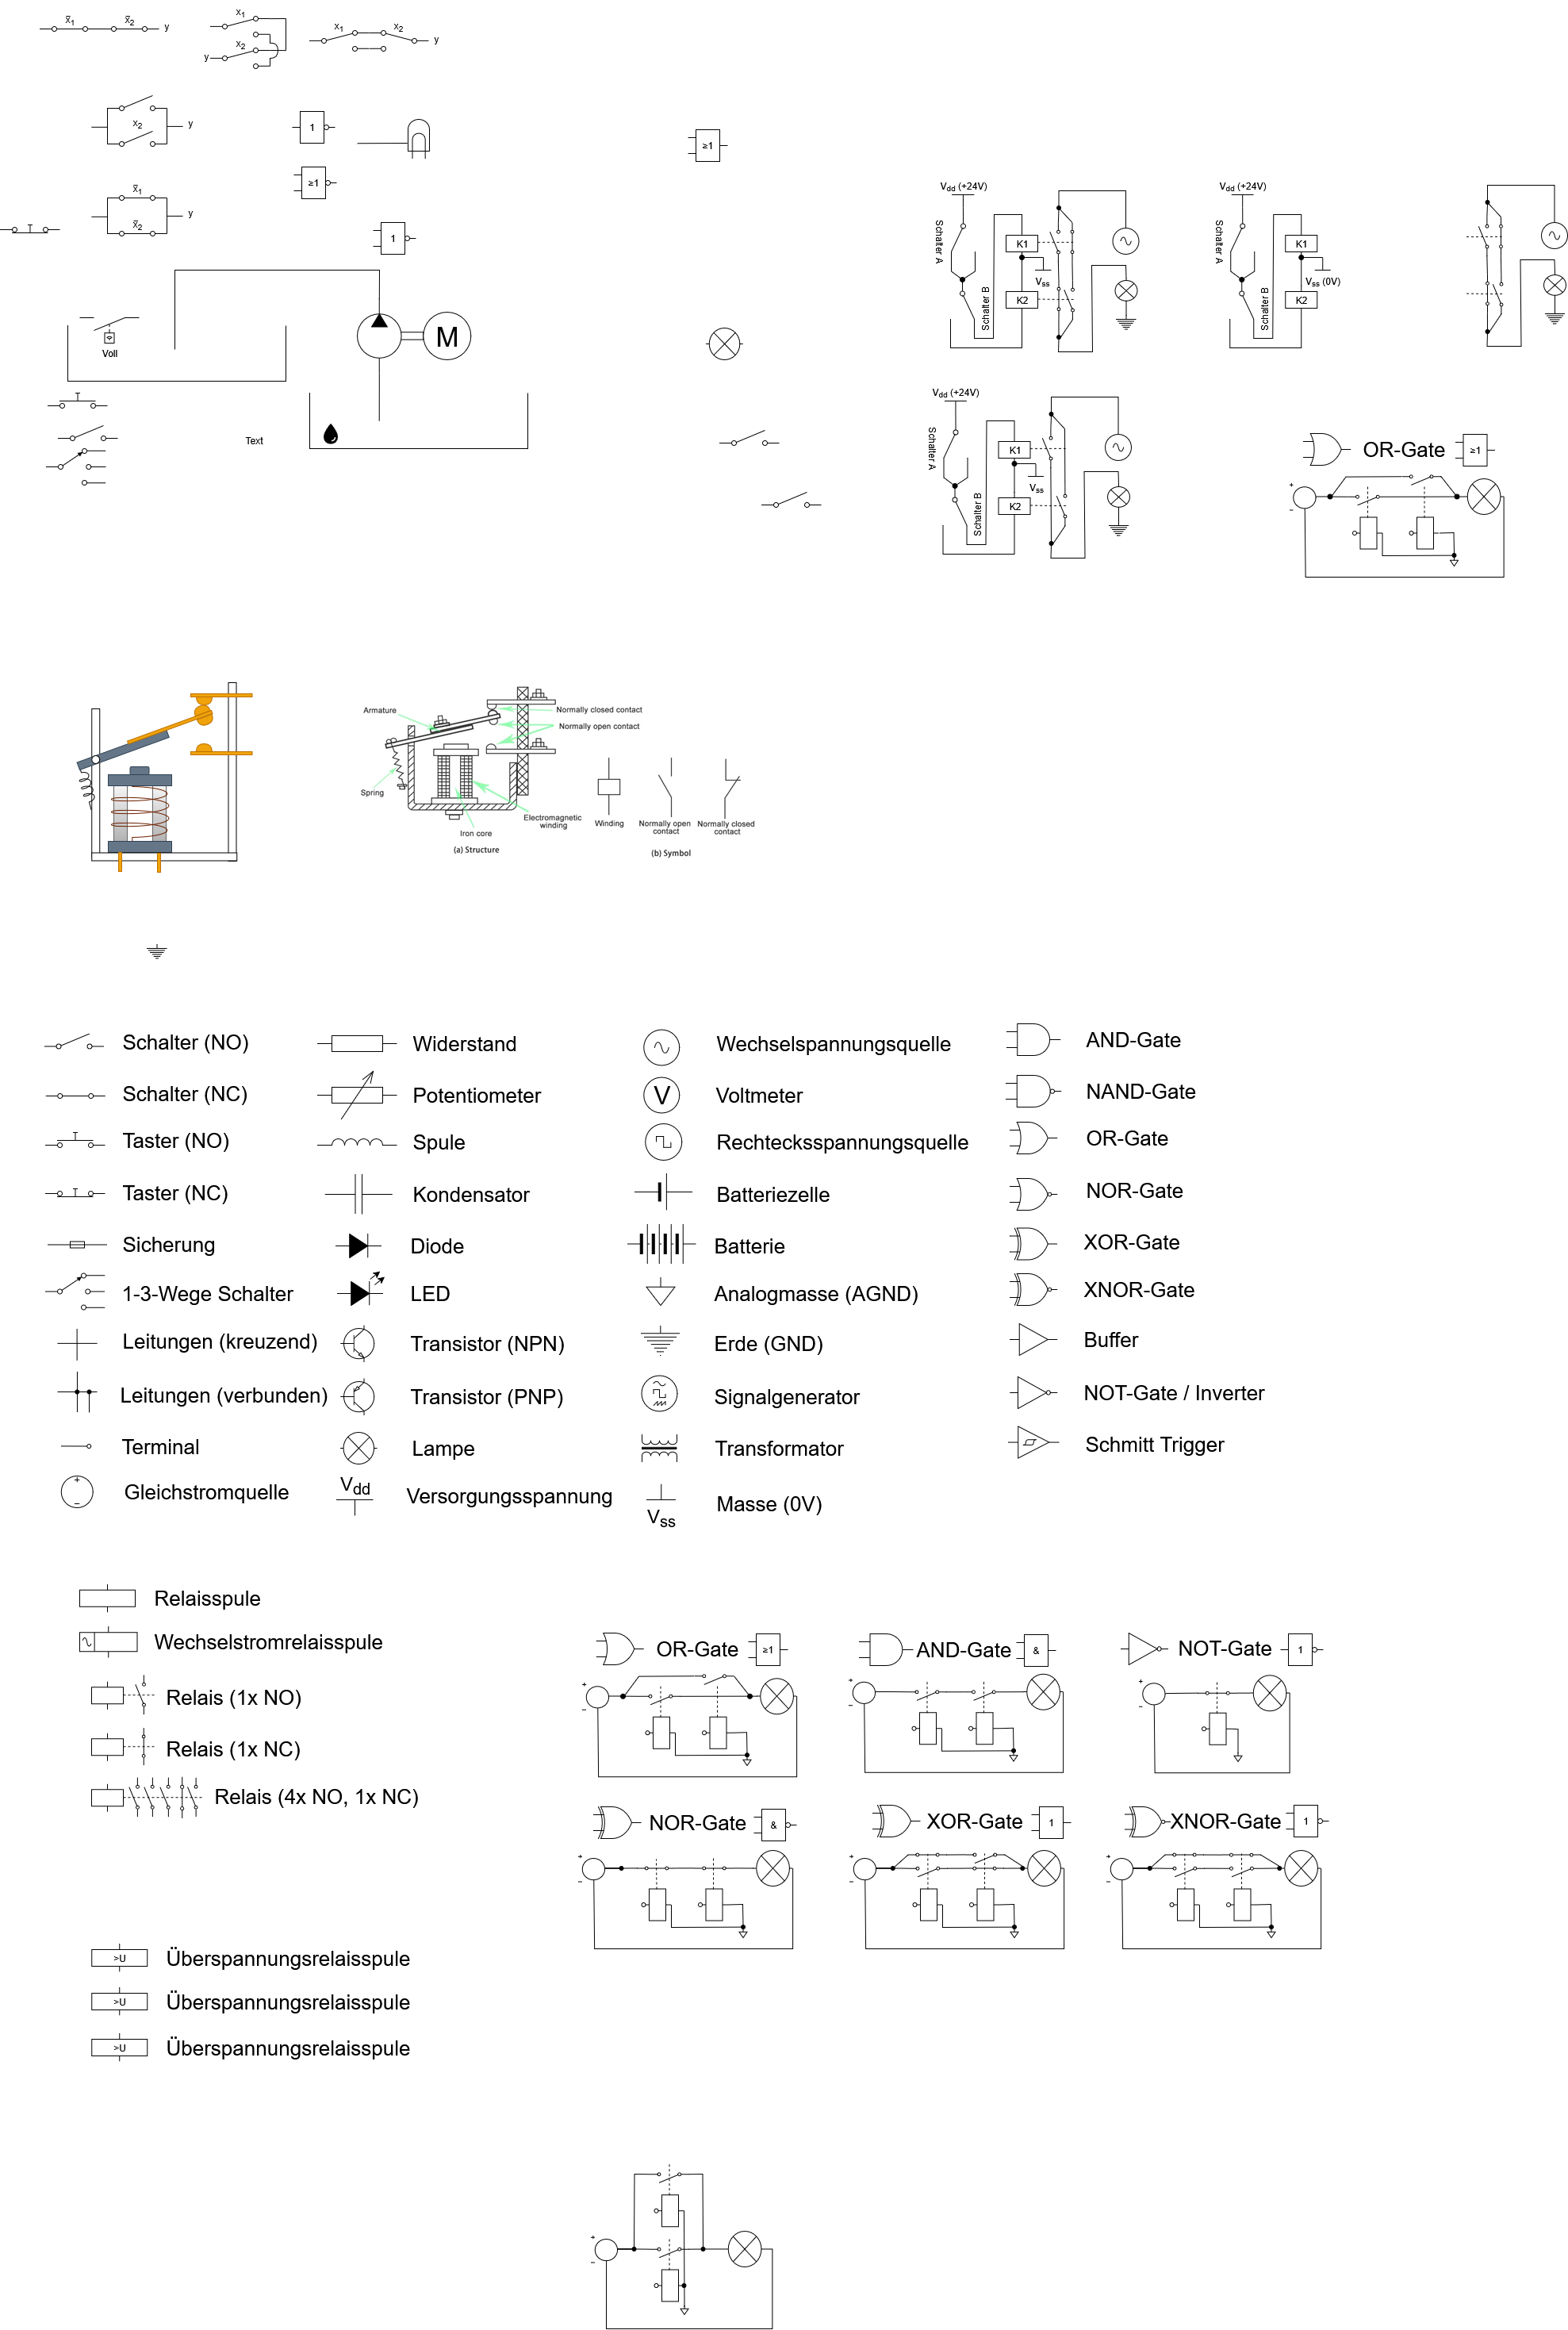 x̅1 x̅2 y
x1
x2
y
x1 x2 y
x2 y
1
≥1
≥1
x̅1
x̅2
y
T
1
Voll
M
T
Text
Vdd (+24V)
Schalter A
K1
Vss
K2
Schalter B
Vdd (+24V)
Schalter A
K1
Vss (0V)
K2
Schalter B
Vdd (+24V)
Schalter A
K1
Vss
K2
Schalter B
OR-Gate ≥1
+
−
Armature
Normally closed contact
Normally open contact
Spring
Electromagnetic
winding
Iron core
(a) Structure
Winding
Normally open
contact
Normally closed
contact
(b) Symbol
Schalter (NO)
Schalter (NC)
T Taster (NO)
T Taster (NC)
Sicherung
1-3-Wege Schalter
Leitungen (kreuzend)
Leitungen (verbunden)
Terminal
+
− Gleichstromquelle
Widerstand
Potentiometer
Spule
Kondensator
Diode
LED
Transistor (NPN)
Transistor (PNP)
Lampe
Vdd Versorgungsspannung
Wechselspannungsquelle
V Voltmeter
Rechtecksspannungsquelle
Batteriezelle
Batterie
Analogmasse (AGND)
Erde (GND)
Signalgenerator
Transformator
Vss Masse (0V)
AND-Gate
NAND-Gate
OR-Gate
NOR-Gate
XOR-Gate
XNOR-Gate
Buffer
NOT-Gate / Inverter
Schmitt Trigger
Relaisspule
Wechselstromrelaisspule
Relais (1x NO)
Relais (1x NC)
Relais (4x NO, 1x NC)
OR-Gate ≥1
+
−
AND-Gate &
+
−
NOT-Gate 1
+
−
NOR-Gate &
+
−
XOR-Gate 1
+
−
XNOR-Gate 1
+
−
>U Überspannungsrelaisspule
>U Überspannungsrelaisspule
>U Überspannungsrelaisspule
+
−